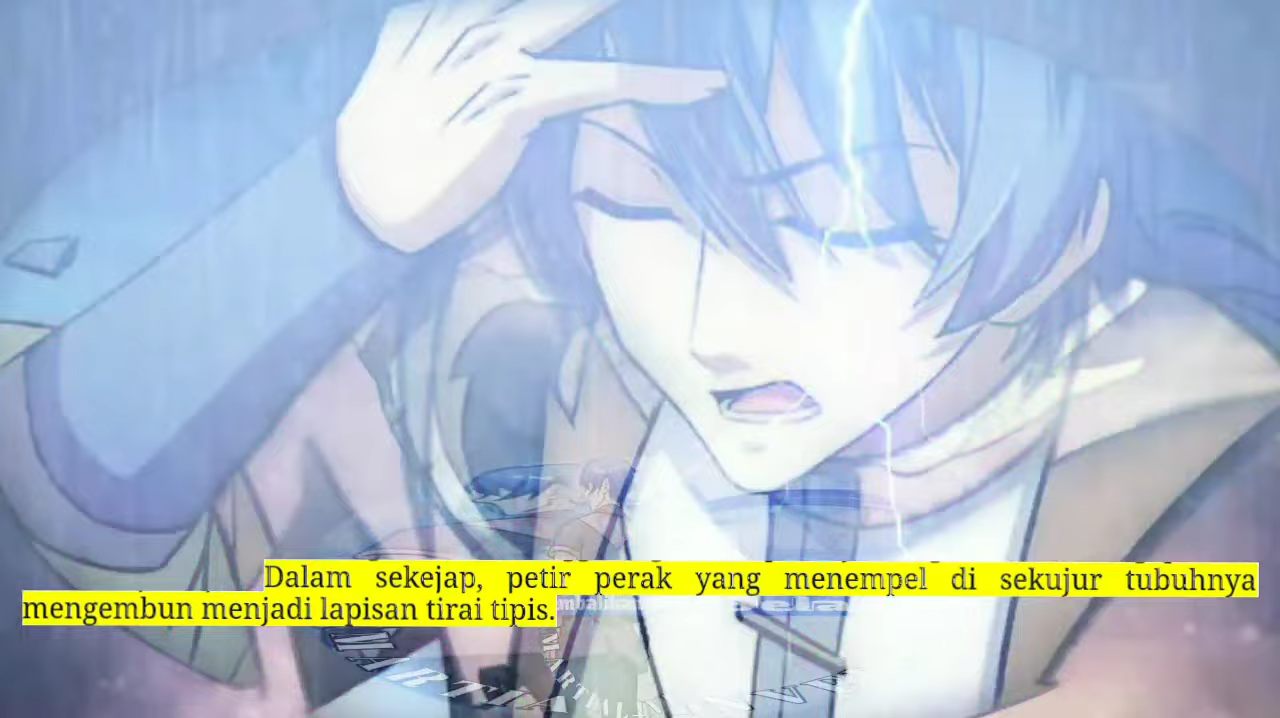 Dalam sekejap, petir perak yang menempel di sekujur tubuhnya
mengembun menjadi lapisan tirai tipis.